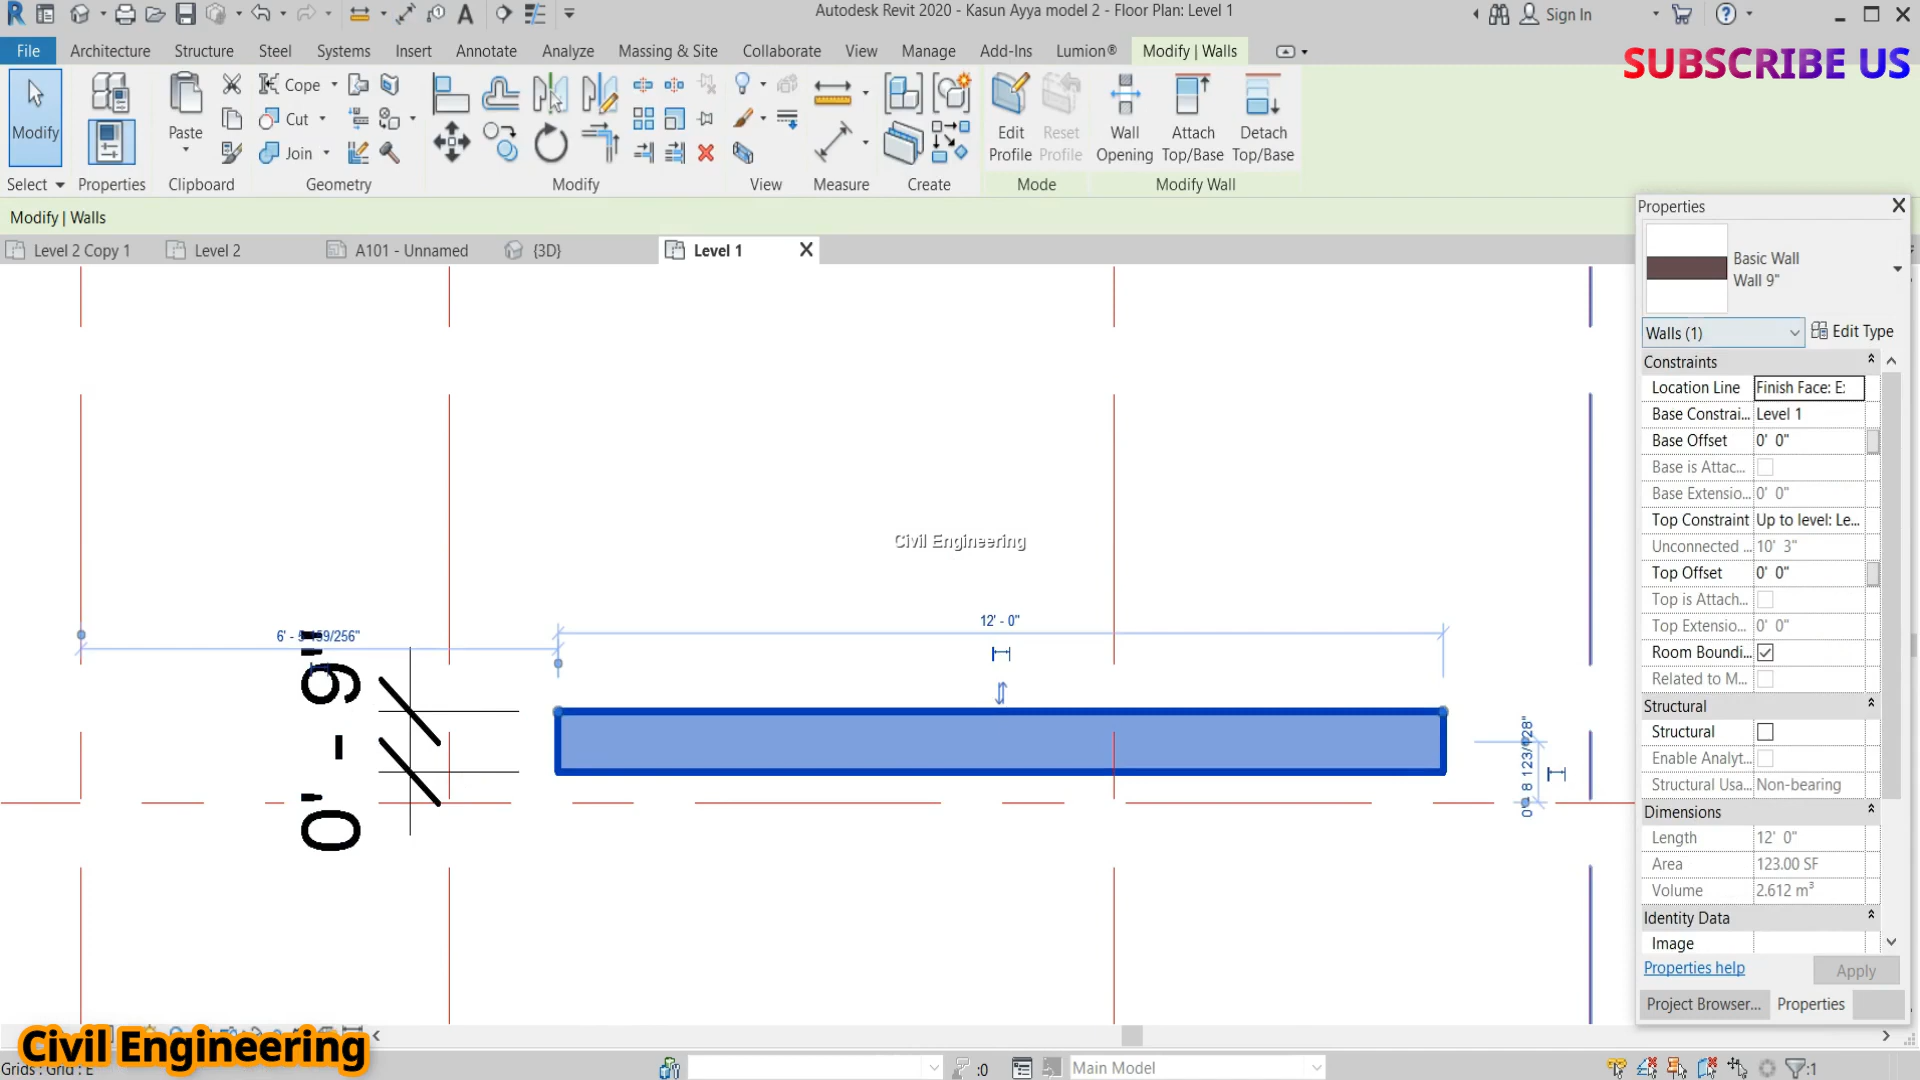 Autodesk Revit 2020 - Kasun Ayya model 2 - Floor Plan: Level 1
Sign In
File
Architecture
Structure
Steel
Systems
Insert
Annotate
Analyze
Massing & Site
Collaborate
View
Manage
Add-Ins
Lumion®
Modify | Walls
SUBSCRIBE US
Modify
Paste
Cope
Cut
Join
Edit Profile
Reset Profile
Wall Opening
Attach Top/Base
Detach Top/Base
Select
Properties
Clipboard
Geometry
Modify
View
Measure
Create
Mode
Modify Wall
Modify | Walls
Level 2 Copy 1
Level 2
A101 - Unnamed
{3D}
Level 1
Properties
Basic Wall
Wall 9"
Walls (1)
Edit Type
Constraints
Location Line Finish Face: E:
Base Constrai... Level 1
Base Offset 0' 0"
Base is Attac...
Base Extensio... 0' 0"
Top Constraint Up to level: Le...
Unconnected ... 10' 3"
Top Offset 0' 0"
Top is Attach...
Top Extensio... 0' 0"
Room Boundi...
Related to M...
Structural
Structural
Enable Analyt...
Structural Usa... Non-bearing
Dimensions
Length 12' 0"
Area 123.00 SF
Volume 2.612 m³
Identity Data
Image
Properties help
Apply
Project Browser...
Properties
Civil Engineering
12' - 0"
0' - 9"
Civil Engineering
Grids : Grid : E
:0
Main Model
:1